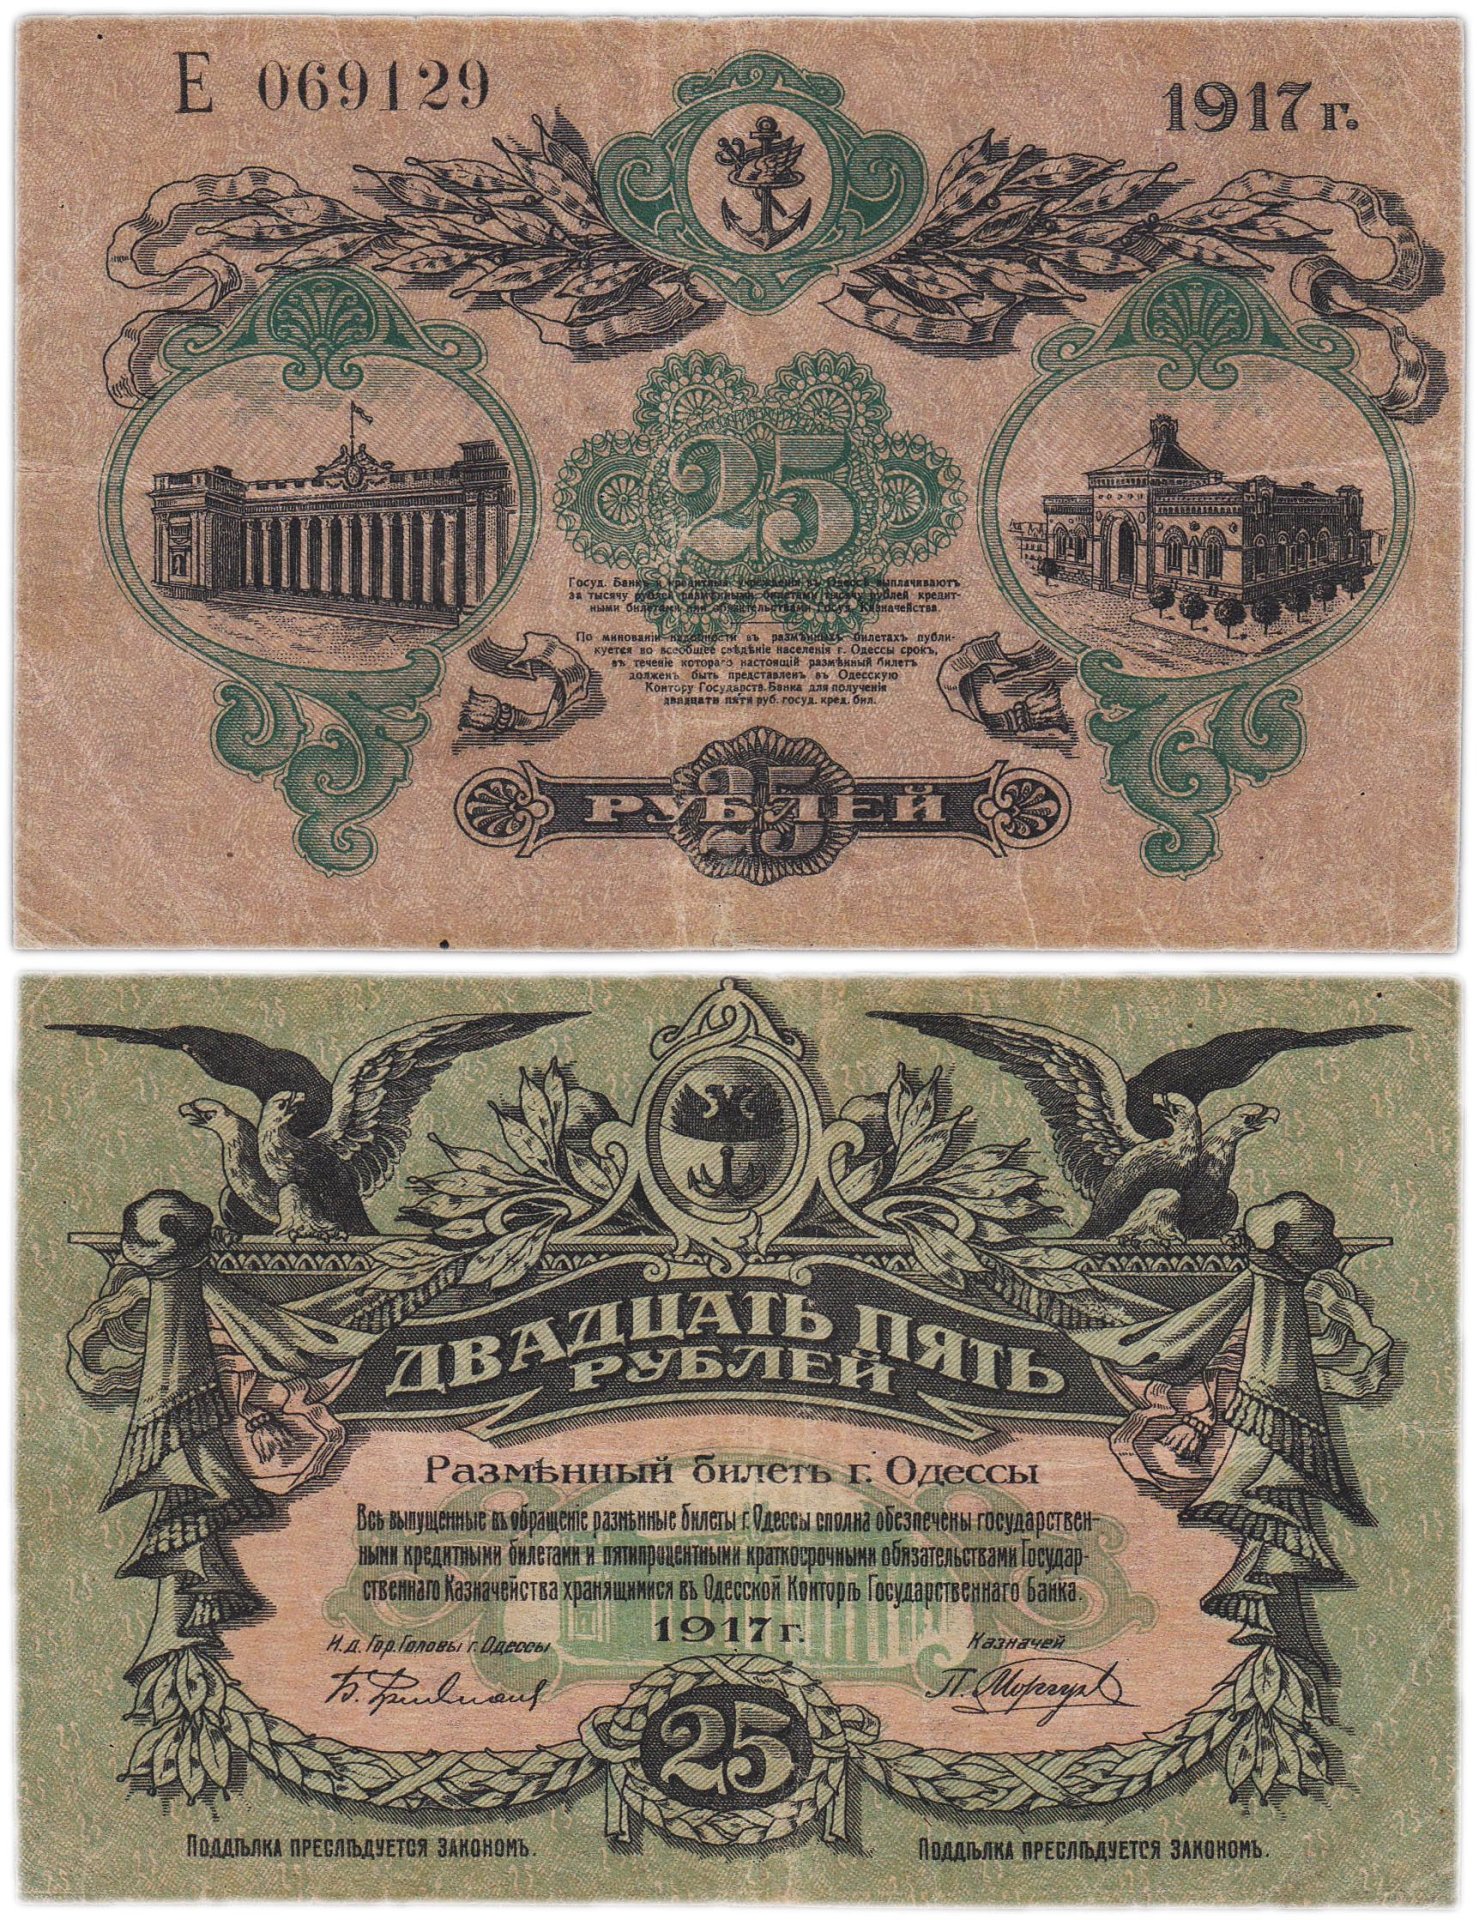 Е 069129
1917 г.
25
Госуд. Банкъ и кредитныя учрежденія въ Одессѣ выплачиваютъ
за тысячу рублей размѣнными билетами тысячу рублей кредит-
ными билетами или обязательствами Госуд. Казначейства.
По минованіи надобности въ размѣнныхъ билетахъ публи-
куется во всеобщее свѣдѣніе населенія г. Одессы срокъ,
въ теченіе котораго настоящій размѣнный билетъ
долженъ быть представленъ въ Одесскую
Контору Государств. Банка для полученія
двадцати пяти руб. госуд. кред. бил.
25
РУБЛЕЙ
ДВАДЦАТЬ ПЯТЬ
РУБЛЕЙ
Размѣнный билетъ г. Одессы
Всѣ выпущенные въ обращеніе размѣнные билеты г. Одессы сполна обезпечены государствен-
ными кредитными билетами и пятипроцентными краткосрочными обязательствами Государ-
ственнаго Казначейства хранящимися въ Одесской Конторѣ Государственнаго Банка.
1917 г.
И. д. Гор. Головы г. Одессы
Казначей
25
Поддѣлка преслѣдуется закономъ.
Поддѣлка преслѣдуется закономъ.